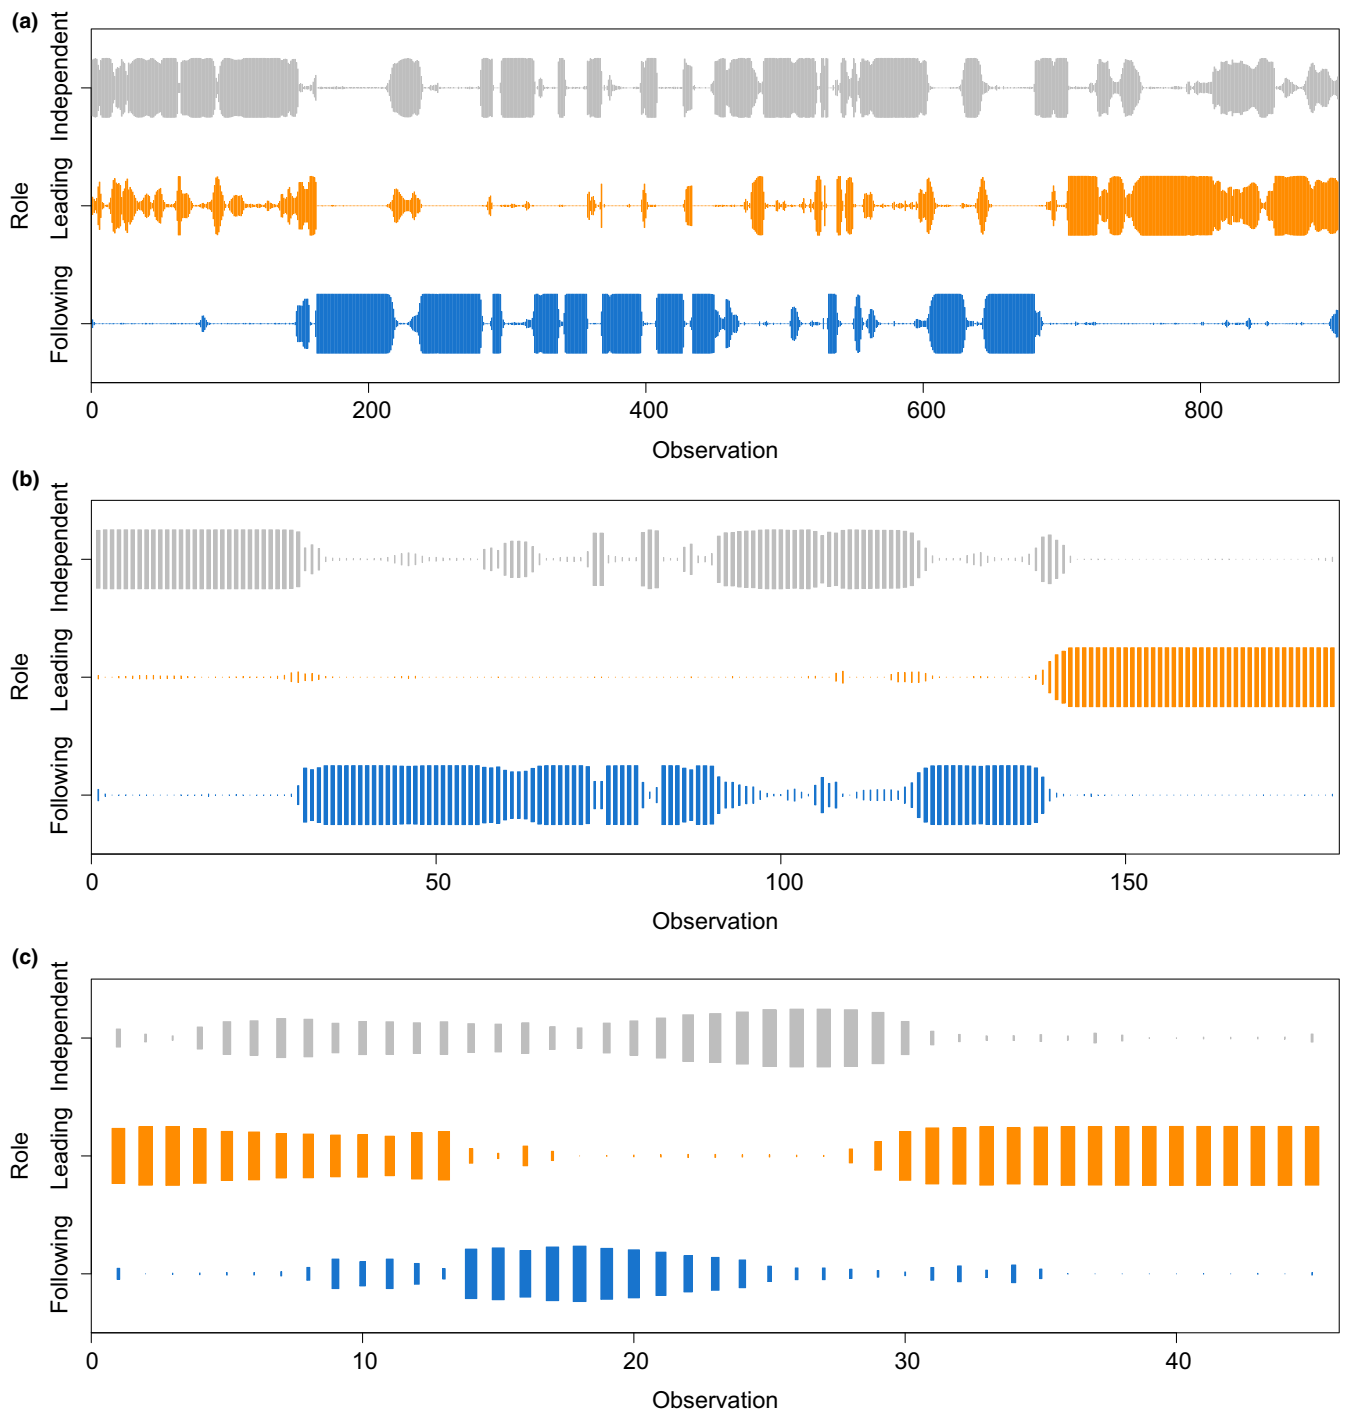 (a)
Role
Independent
Leading
Following
0 200 400 600 800
Observation
(b)
Role
Independent
Leading
Following
0 50 100 150
Observation
(c)
Role
Independent
Leading
Following
0 10 20 30 40
Observation